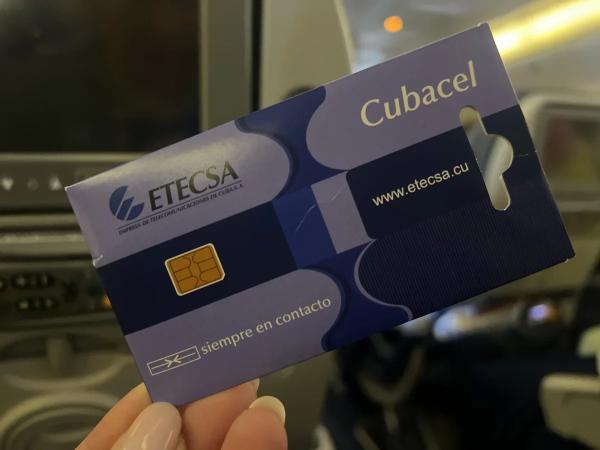 Cubacel
ETECSA
EMPRESA DE TELECOMUNICACIONES DE CUBA S.A.
www.etecsa.cu
siempre en contacto